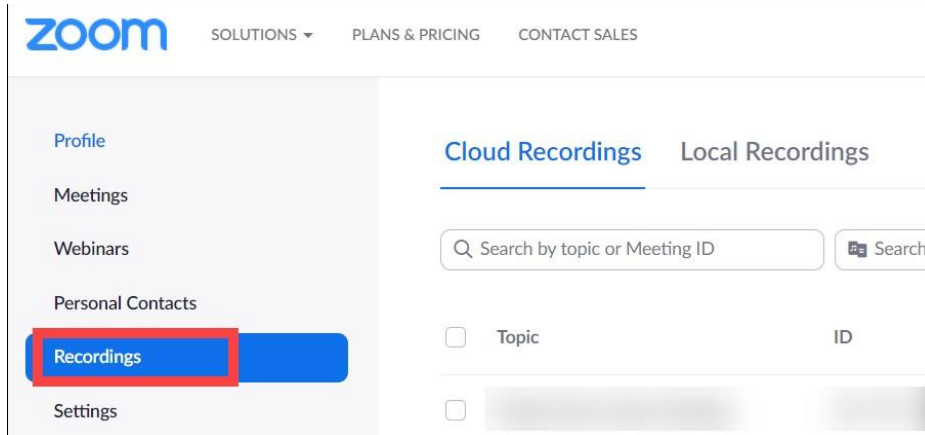 zoom SOLUTIONS PLANS & PRICING CONTACT SALES
Profile
Meetings
Webinars
Personal Contacts
Recordings
Settings
Cloud Recordings Local Recordings
Search by topic or Meeting ID Search
Topic ID